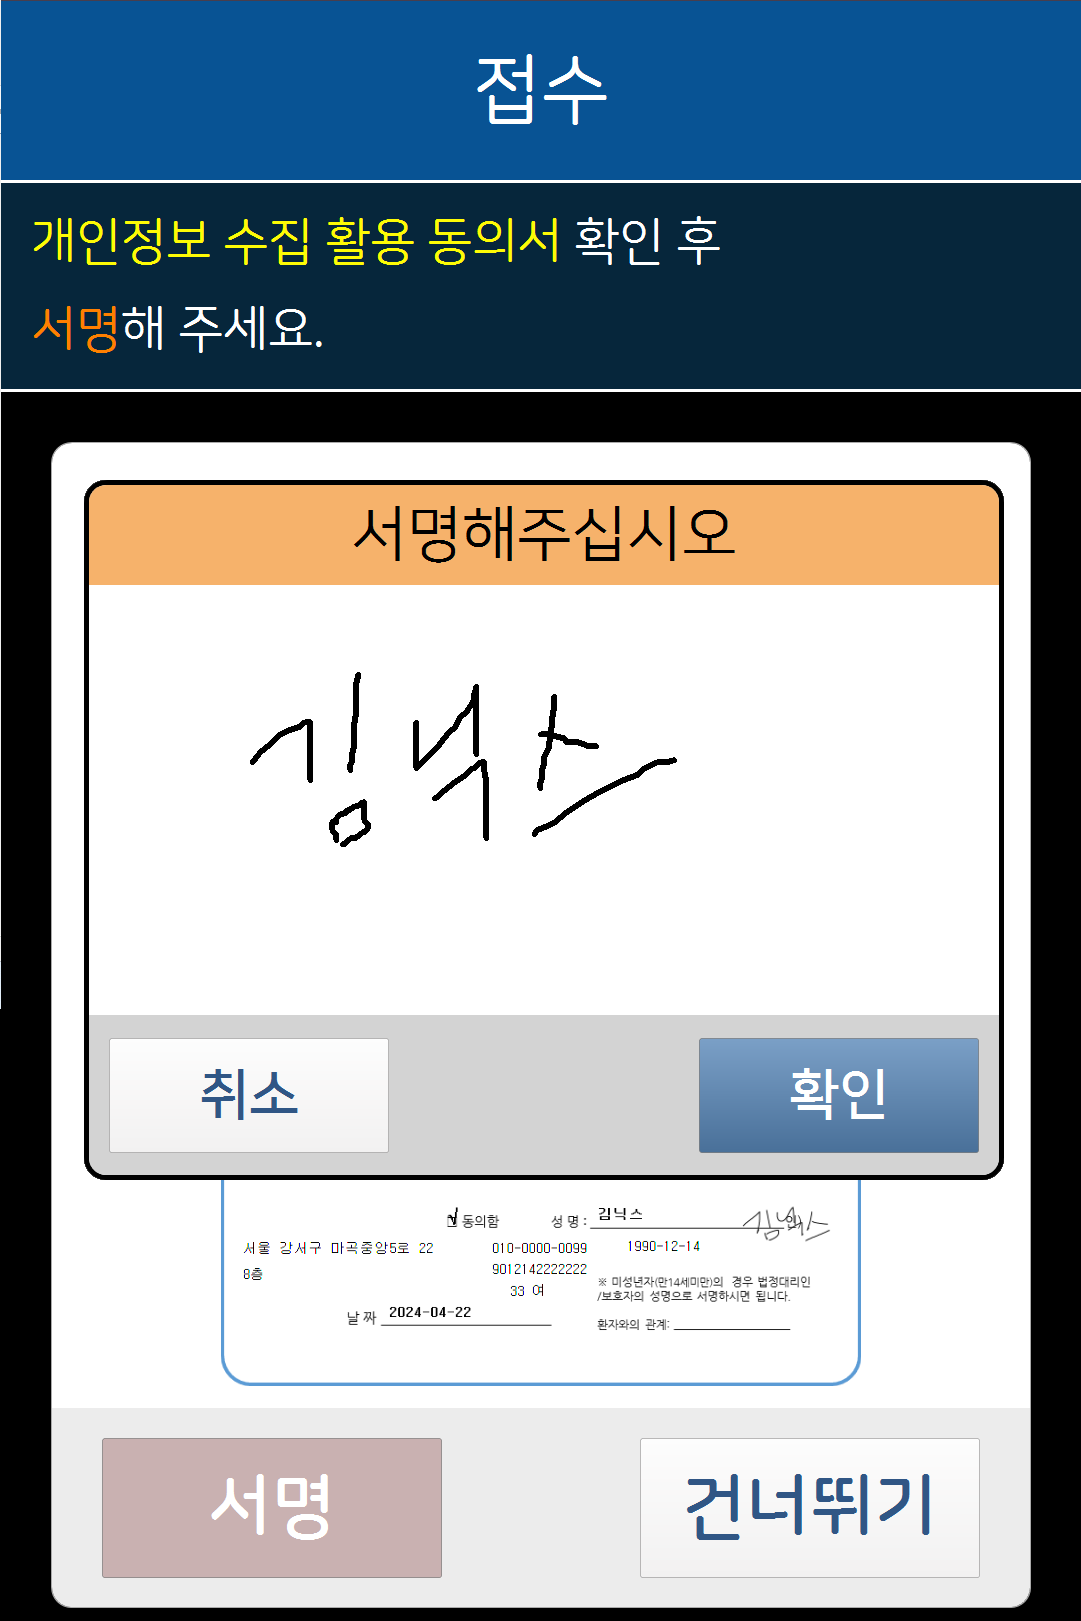 접수
개인정보 수집 활용 동의서 확인 후
서명해 주세요.
서명해주십시오
김닉스
취소 확인
동의함 성 명 : 김닉스 김닉스
서울 강서구 마곡중앙5로 22 010-0000-0099 1990-12-14
8층 9012142222222
33 여
※ 미성년자(만14세미만)의 경우 법정대리인
/보호자의 성명으로 서명하시면 됩니다.
날 짜 2024-04-22
환자와의 관계:
서명 건너뛰기